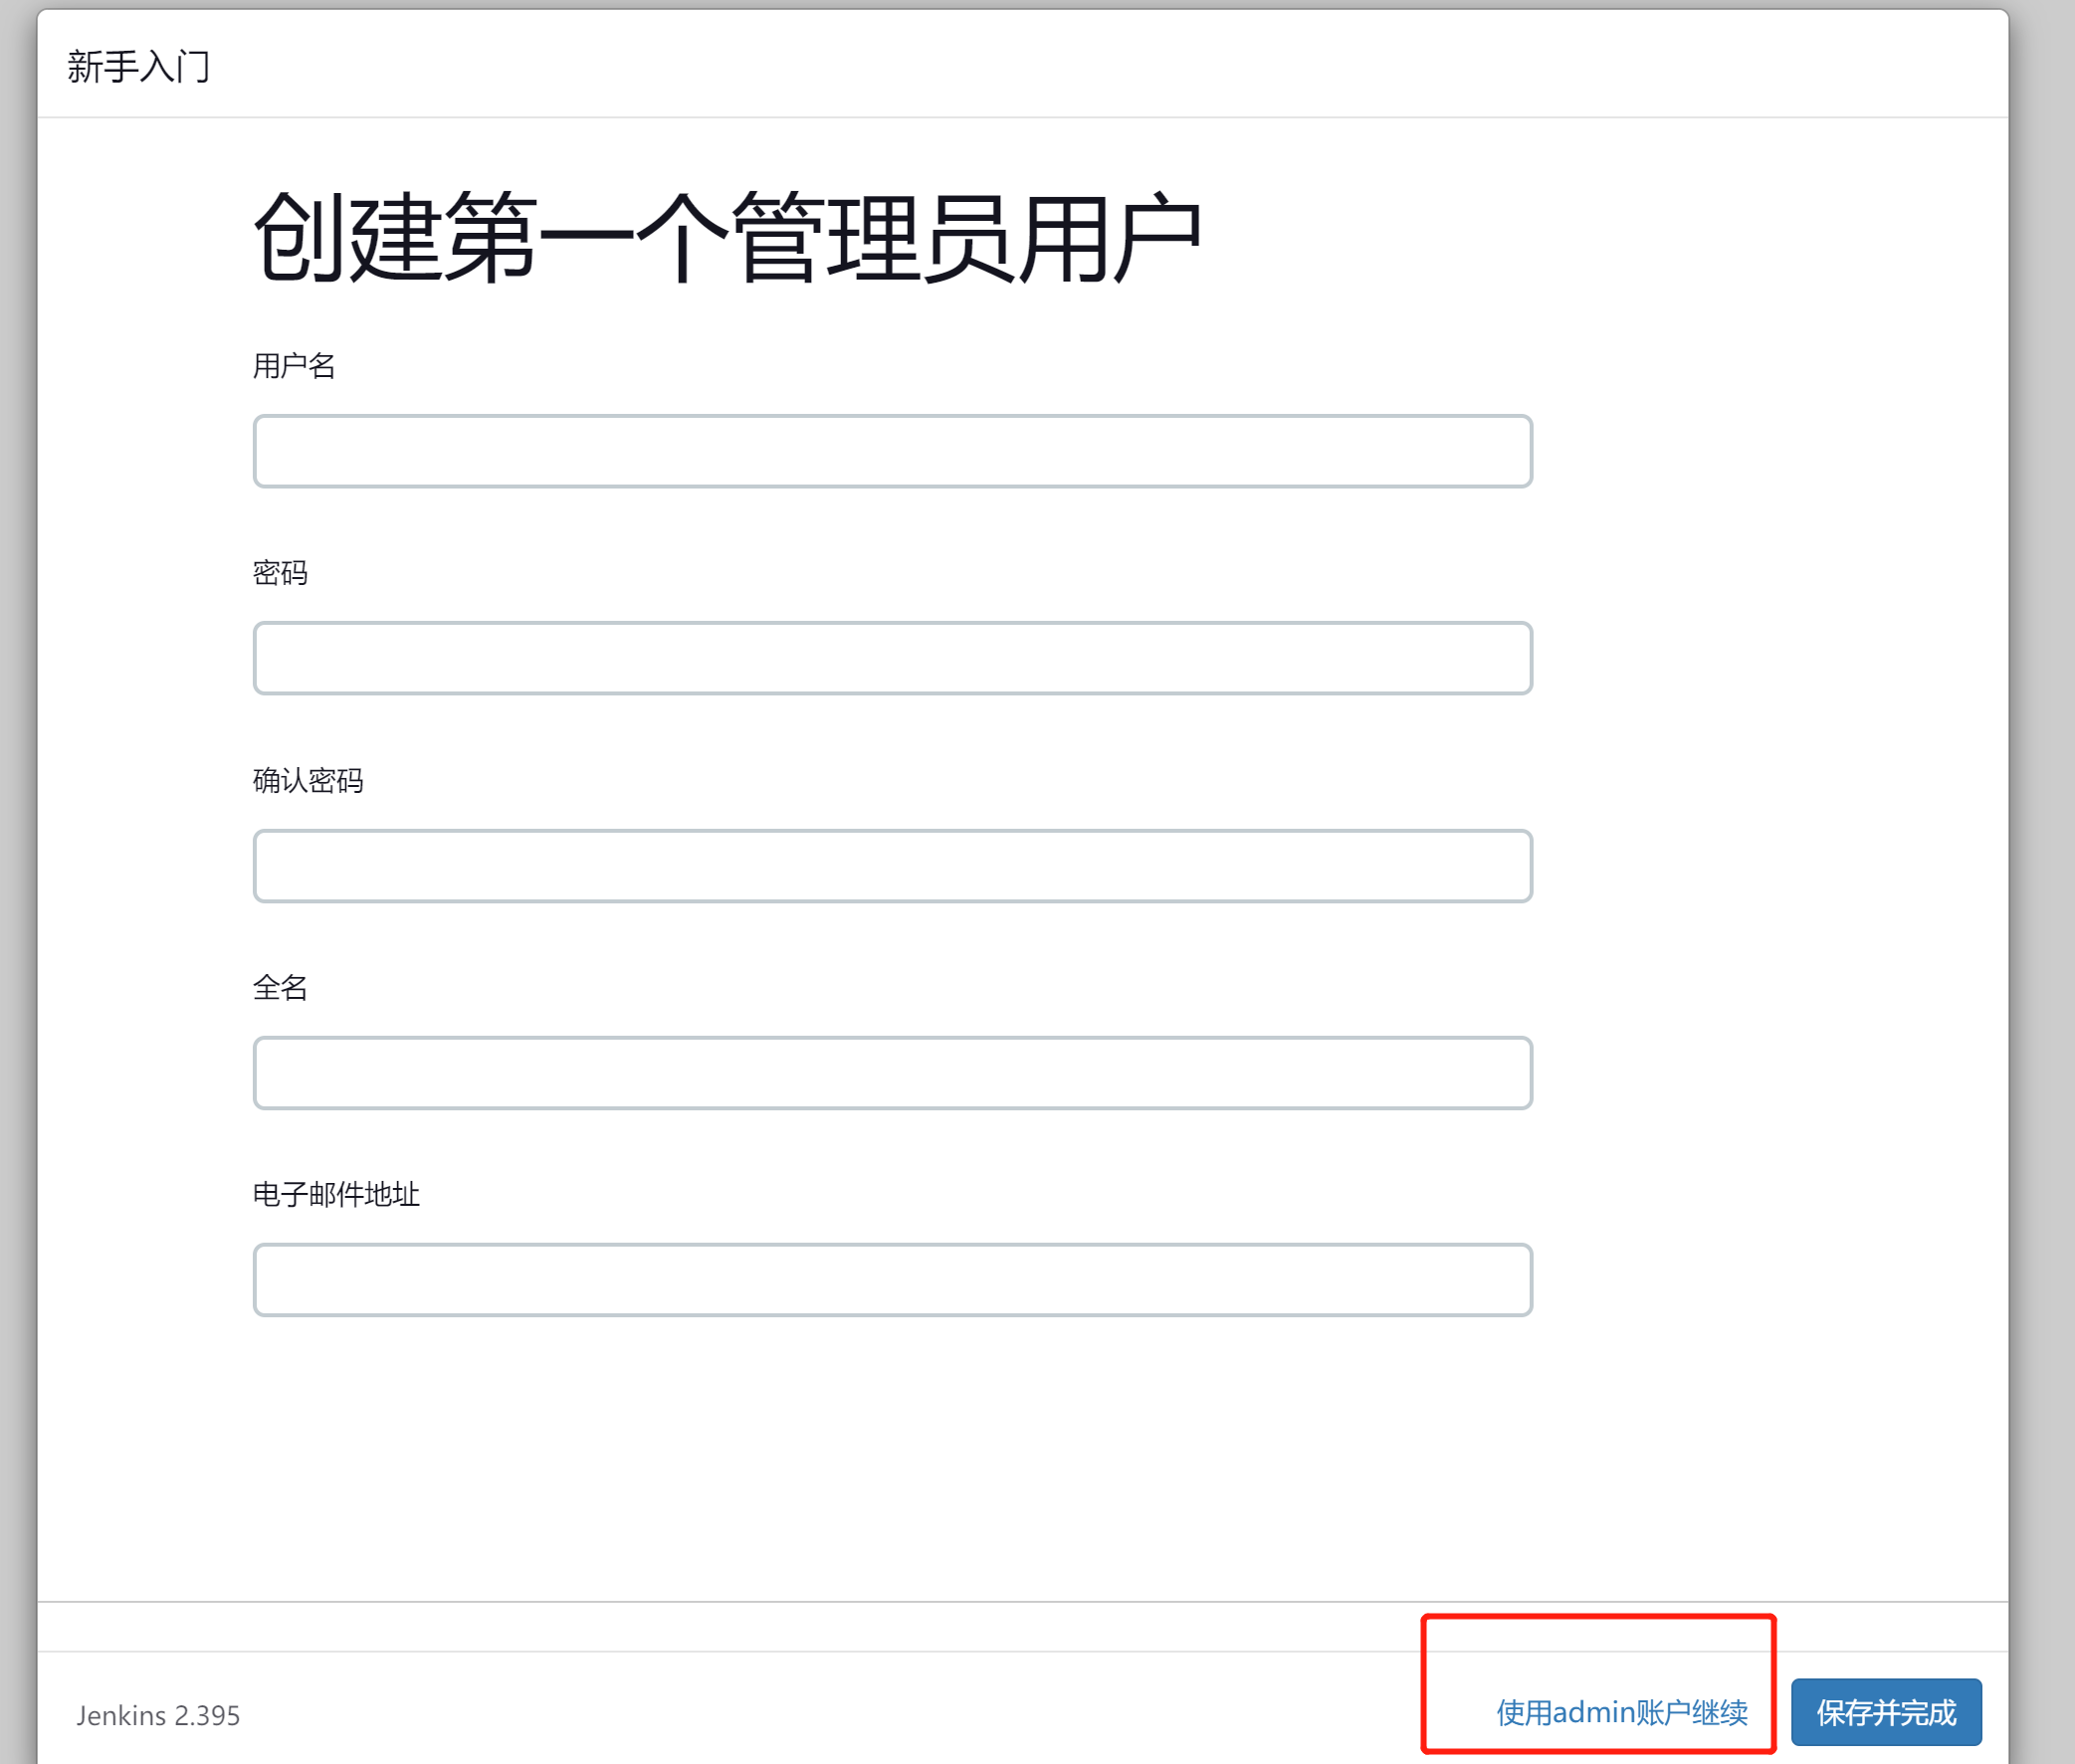 新手入门
创建第一个管理员用户
用户名
密码
确认密码
全名
电子邮件地址
Jenkins 2.395
使用admin账户继续
保存并完成